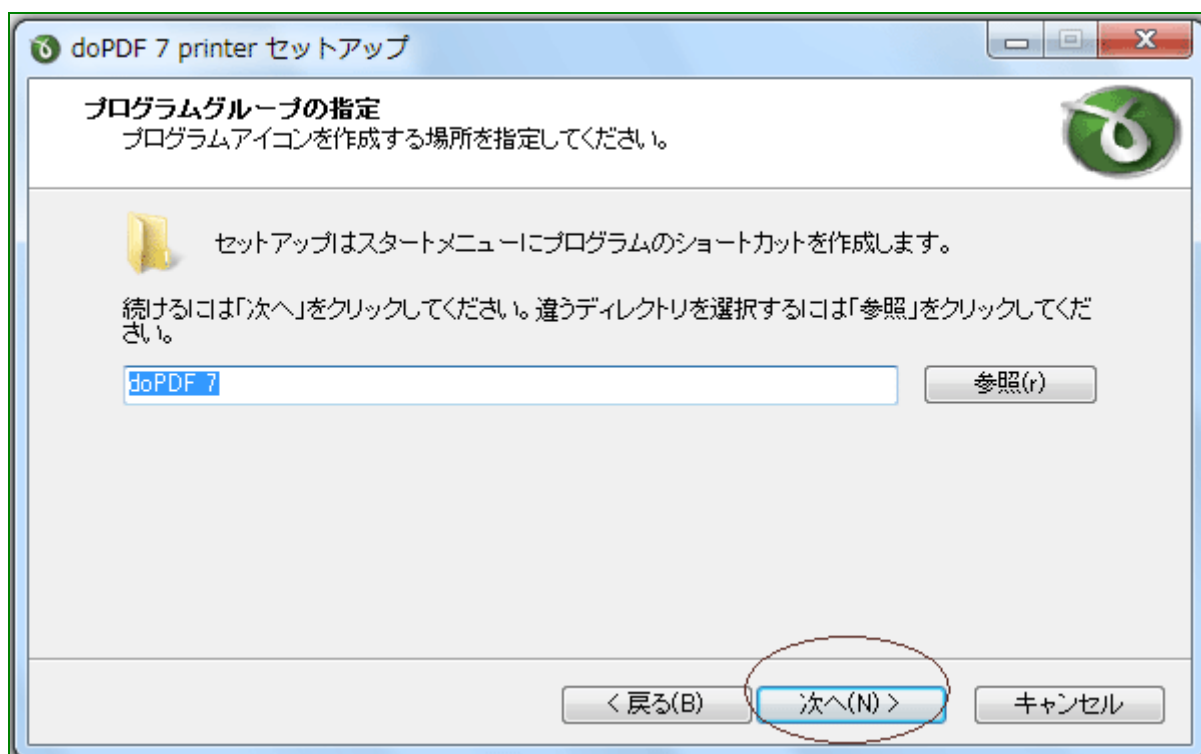 doPDF 7 printer セットアップ
プログラムグループの指定
プログラムアイコンを作成する場所を指定してください。
セットアップはスタートメニューにプログラムのショートカットを作成します。
続けるには「次へ」をクリックしてください。違うディレクトリを選択するには「参照」をクリックしてくだ
さい。
doPDF 7
参照(r)
< 戻る(B)
次へ(N) >
キャンセル